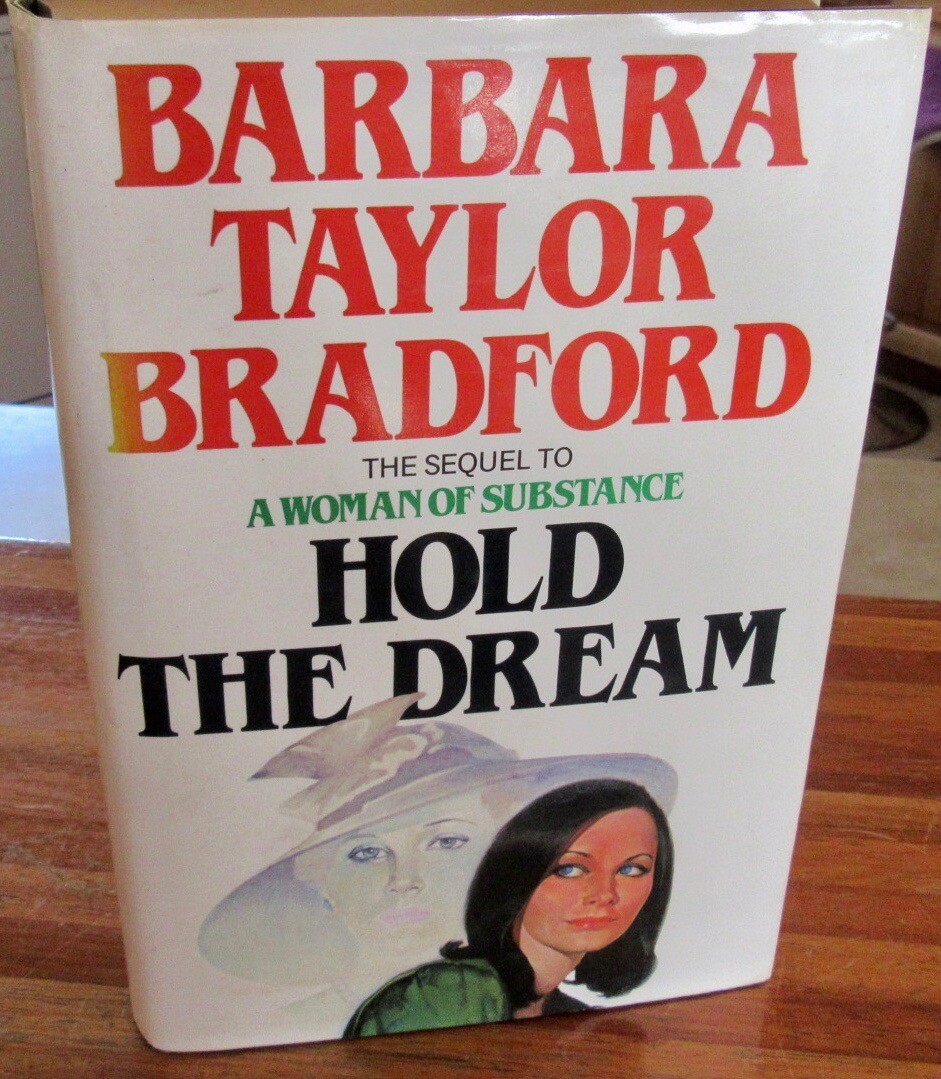 BARBARA
TAYLOR
BRADFORD
THE SEQUEL TO
A WOMAN OF SUBSTANCE
HOLD
THE DREAM